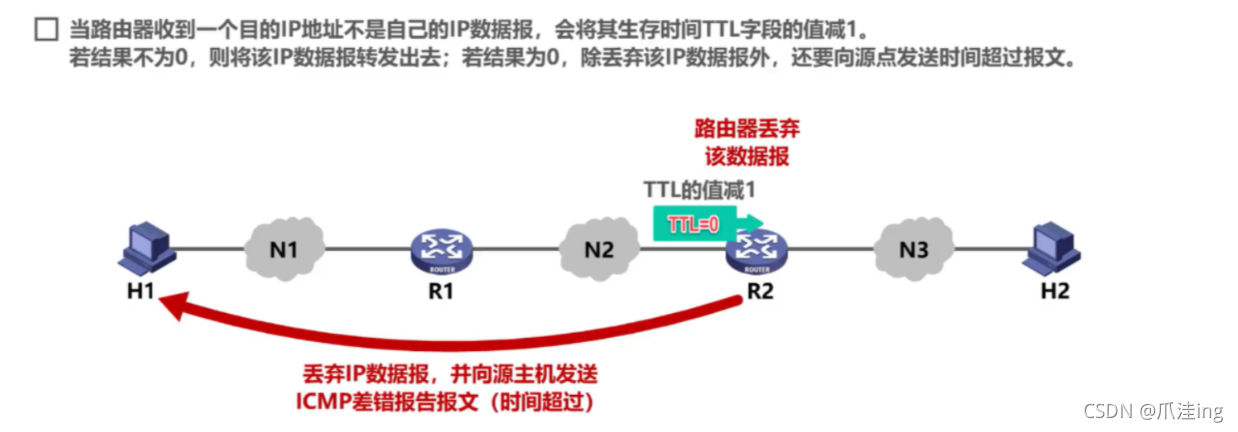 当路由器收到一个目的IP地址不是自己的IP数据报，会将其生存时间TTL字段的值减1。
若结果不为0，则将该IP数据报转发出去；若结果为0，除丢弃该IP数据报外，还要向源点发送时间超过报文。
路由器丢弃
该数据报
TTL的值减1
TTL=0
N1
N2
N3
ROUTER
ROUTER
H1
R1
R2
H2
丢弃IP数据报，并向源主机发送
ICMP差错报告报文（时间超过）
CSDN @爪洼ing